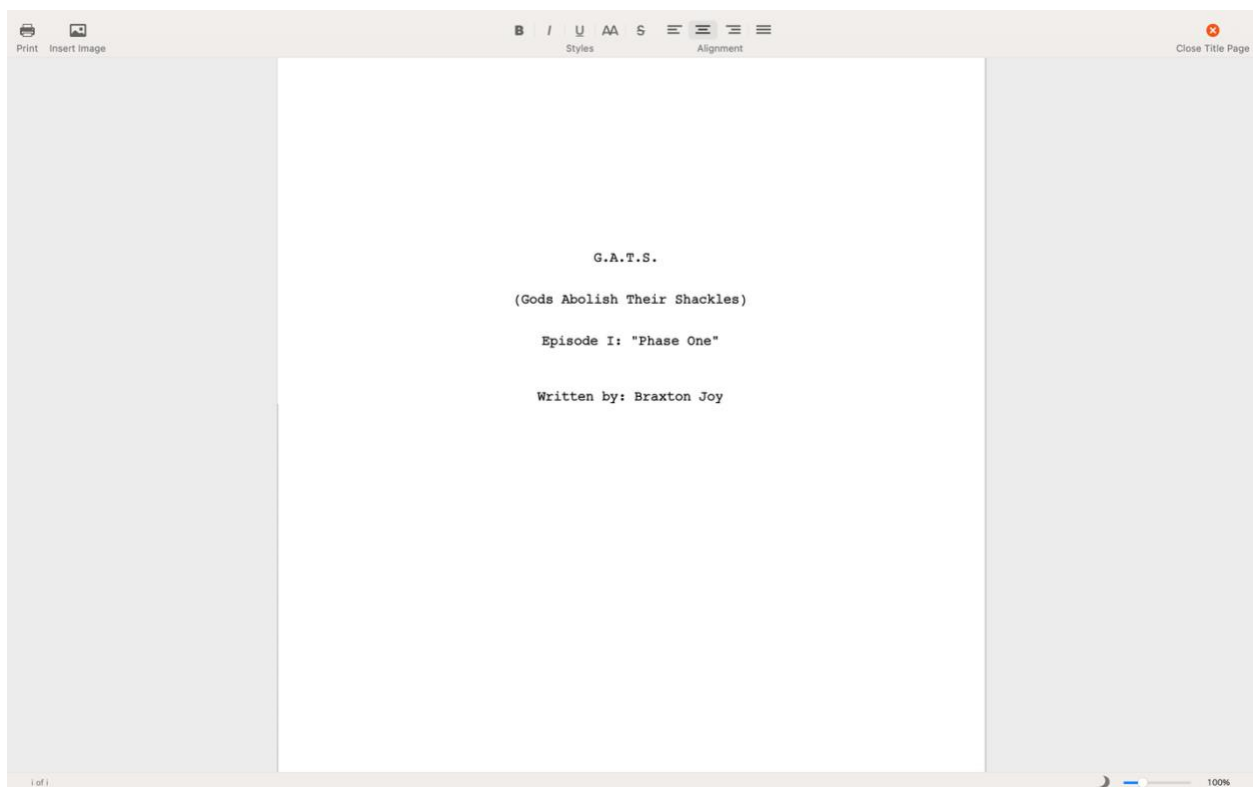 B I U AA S
Print Insert Image Styles Alignment Close Title Page
G.A.T.S.
(Gods Abolish Their Shackles)
Episode I: "Phase One"
Written by: Braxton Joy
i of i 100%